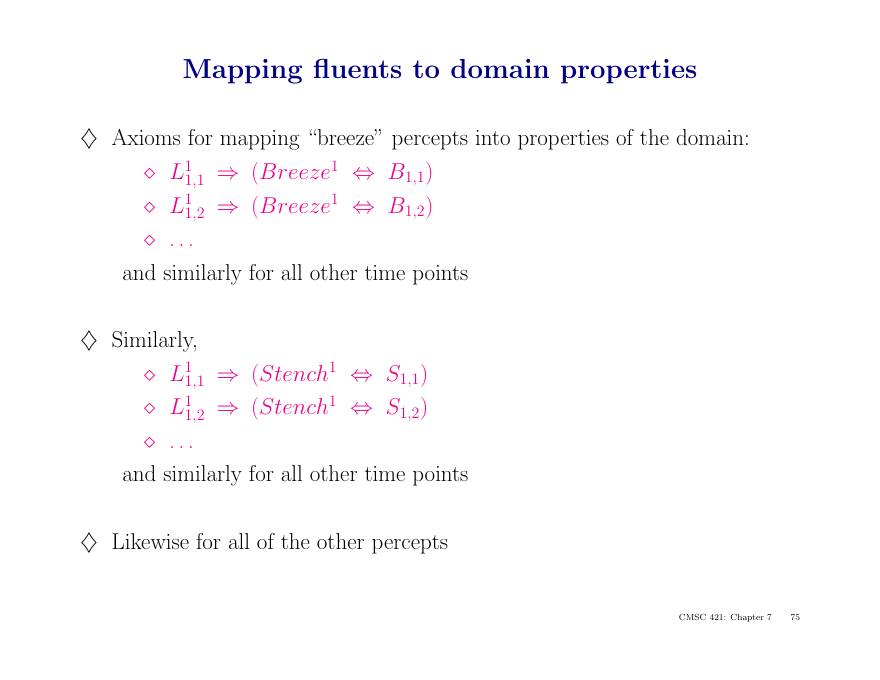 Mapping fluents to domain properties
♢ Axioms for mapping “breeze” percepts into properties of the domain:
⋄ L¹₁,₁ ⇒ (Breeze¹ ⇔ B₁,₁)
⋄ L¹₁,₂ ⇒ (Breeze¹ ⇔ B₁,₂)
⋄ . . .
and similarly for all other time points
♢ Similarly,
⋄ L¹₁,₁ ⇒ (Stench¹ ⇔ S₁,₁)
⋄ L¹₁,₂ ⇒ (Stench¹ ⇔ S₁,₂)
⋄ . . .
and similarly for all other time points
♢ Likewise for all of the other percepts
CMSC 421: Chapter 7 75